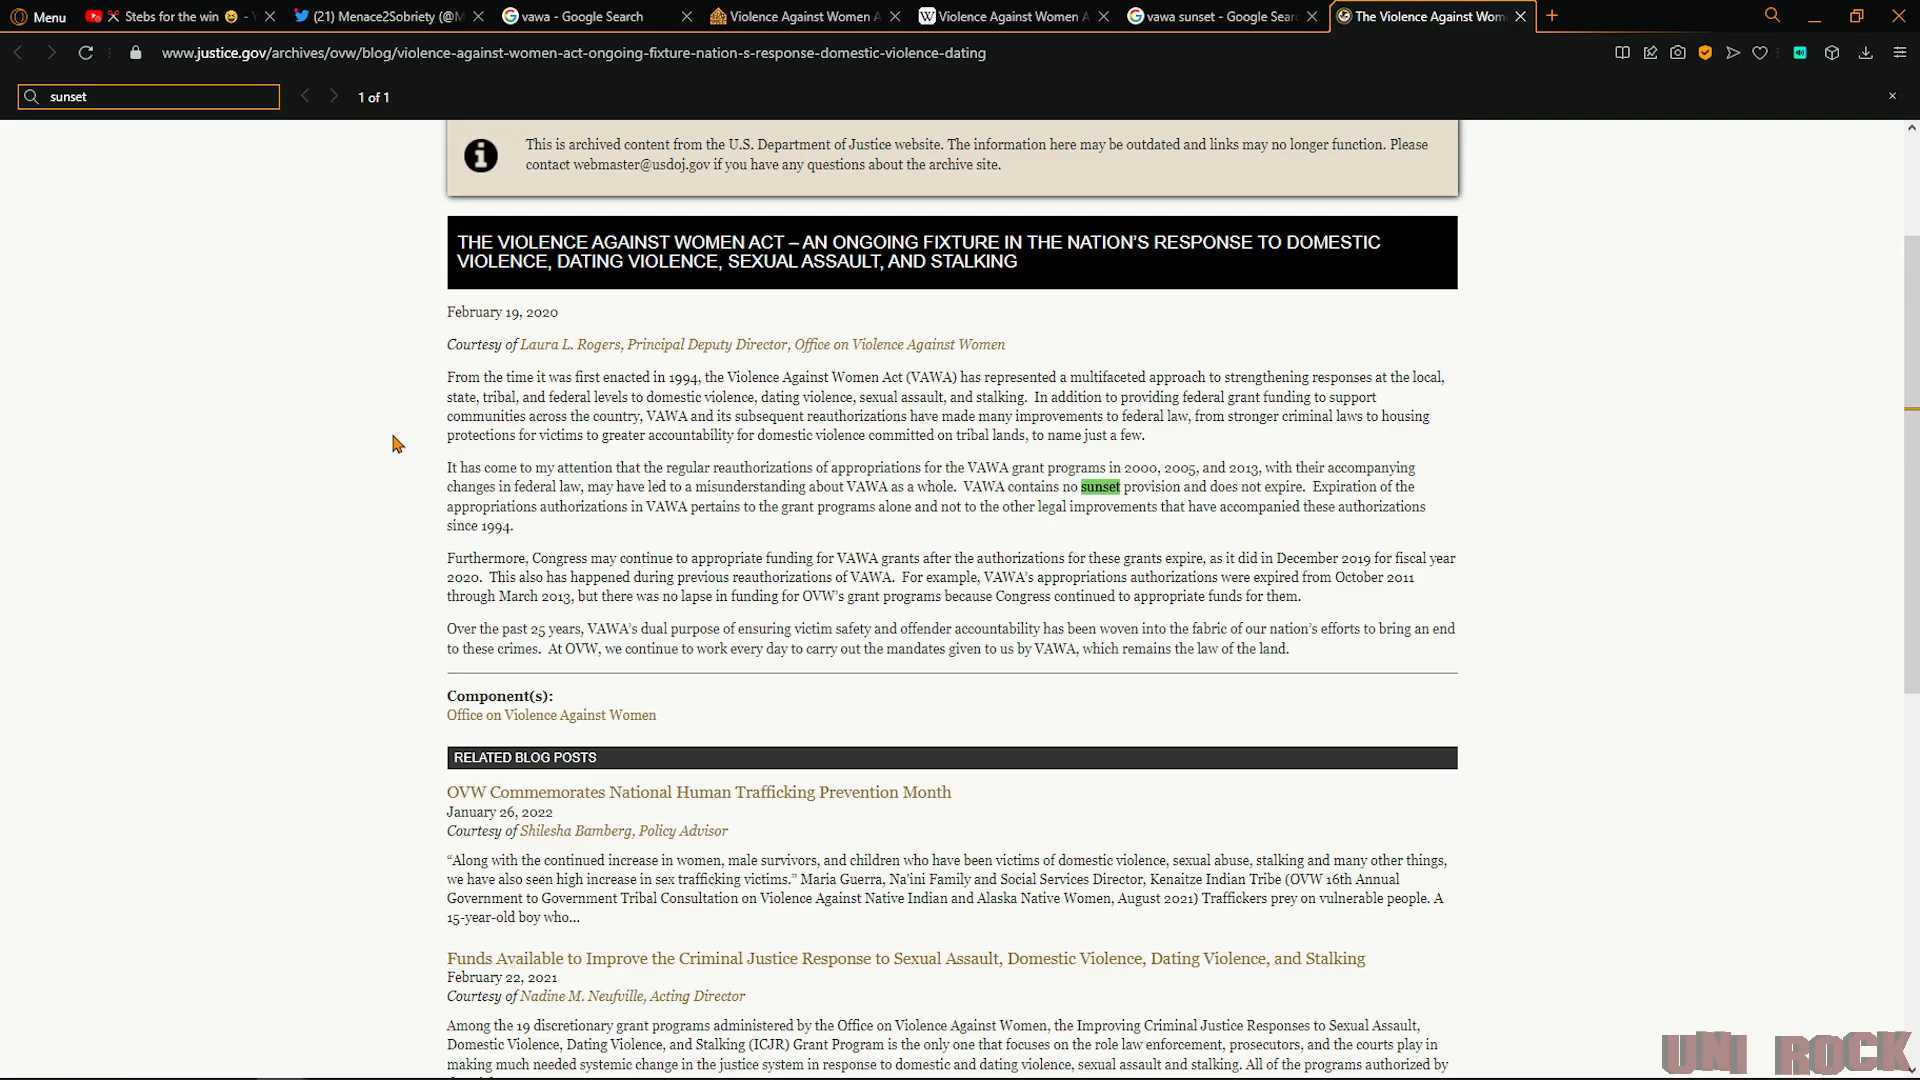 Menu
Stebs for the win
(21) Menace2Sobriety (@M
vawa - Google Search
Violence Against Women A
Violence Against Women A
vawa sunset - Google Sear
The Violence Against Wom
www.justice.gov/archives/ovw/blog/violence-against-women-act-ongoing-fixture-nation-s-response-domestic-violence-dating
sunset
1 of 1
This is archived content from the U.S. Department of Justice website. The information here may be outdated and links may no longer function. Please
contact webmaster@usdoj.gov if you have any questions about the archive site.
THE VIOLENCE AGAINST WOMEN ACT – AN ONGOING FIXTURE IN THE NATION'S RESPONSE TO DOMESTIC
VIOLENCE, DATING VIOLENCE, SEXUAL ASSAULT, AND STALKING
February 19, 2020
Courtesy of Laura L. Rogers, Principal Deputy Director, Office on Violence Against Women
From the time it was first enacted in 1994, the Violence Against Women Act (VAWA) has represented a multifaceted approach to strengthening responses at the local,
state, tribal, and federal levels to domestic violence, dating violence, sexual assault, and stalking. In addition to providing federal grant funding to support
communities across the country, VAWA and its subsequent reauthorizations have made many improvements to federal law, from stronger criminal laws to housing
protections for victims to greater accountability for domestic violence committed on tribal lands, to name just a few.
It has come to my attention that the regular reauthorizations of appropriations for the VAWA grant programs in 2000, 2005, and 2013, with their accompanying
changes in federal law, may have led to a misunderstanding about VAWA as a whole. VAWA contains no sunset provision and does not expire. Expiration of the
appropriations authorizations in VAWA pertains to the grant programs alone and not to the other legal improvements that have accompanied these authorizations
since 1994.
Furthermore, Congress may continue to appropriate funding for VAWA grants after the authorizations for these grants expire, as it did in December 2019 for fiscal year
2020. This also has happened during previous reauthorizations of VAWA. For example, VAWA's appropriations authorizations were expired from October 2011
through March 2013, but there was no lapse in funding for OVW's grant programs because Congress continued to appropriate funds for them.
Over the past 25 years, VAWA's dual purpose of ensuring victim safety and offender accountability has been woven into the fabric of our nation's efforts to bring an end
to these crimes. At OVW, we continue to work every day to carry out the mandates given to us by VAWA, which remains the law of the land.
Component(s):
Office on Violence Against Women
RELATED BLOG POSTS
OVW Commemorates National Human Trafficking Prevention Month
January 26, 2022
Courtesy of Shilesha Bamberg, Policy Advisor
“Along with the continued increase in women, male survivors, and children who have been victims of domestic violence, sexual abuse, stalking and many other things,
we have also seen high increase in sex trafficking victims.” Maria Guerra, Na'ini Family and Social Services Director, Kenaitze Indian Tribe (OVW 16th Annual
Government to Government Tribal Consultation on Violence Against Native Indian and Alaska Native Women, August 2021) Traffickers prey on vulnerable people. A
15-year-old boy who...
Funds Available to Improve the Criminal Justice Response to Sexual Assault, Domestic Violence, Dating Violence, and Stalking
February 22, 2021
Courtesy of Nadine M. Neufville, Acting Director
Among the 19 discretionary grant programs administered by the Office on Violence Against Women, the Improving Criminal Justice Responses to Sexual Assault,
Domestic Violence, Dating Violence, and Stalking (ICJR) Grant Program is the only one that focuses on the role law enforcement, prosecutors, and the courts play in
making much needed systemic change in the justice system in response to domestic and dating violence, sexual assault and stalking. All of the programs authorized by
UNI ROCK